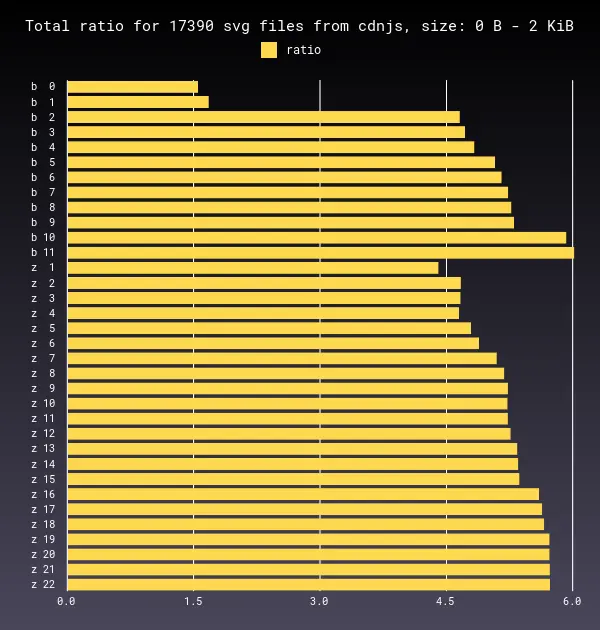 Total ratio for 17390 svg files from cdnjs, size: 0 B - 2 KiB
ratio
b 0
b 1
b 2
b 3
b 4
b 5
b 6
b 7
b 8
b 9
b 10
b 11
z 1
z 2
z 3
z 4
z 5
z 6
z 7
z 8
z 9
z 10
z 11
z 12
z 13
z 14
z 15
z 16
z 17
z 18
z 19
z 20
z 21
z 22
0.0 1.5 3.0 4.5 6.0